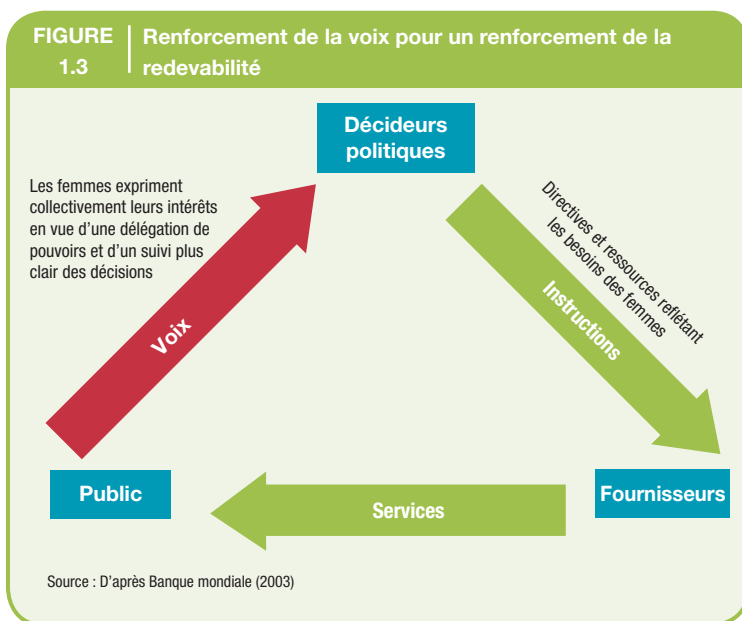 FIGURE
1.3
Renforcement de la voix pour un renforcement de la
redevabilité
Décideurs
politiques
Les femmes expriment
collectivement leurs intérêts
en vue d'une délégation de
pouvoirs et d'un suivi plus
clair des décisions
Voix
Directives et ressources reflétant
les besoins des femmes
Instructions
Public
Services
Fournisseurs
Source : D'après Banque mondiale (2003)